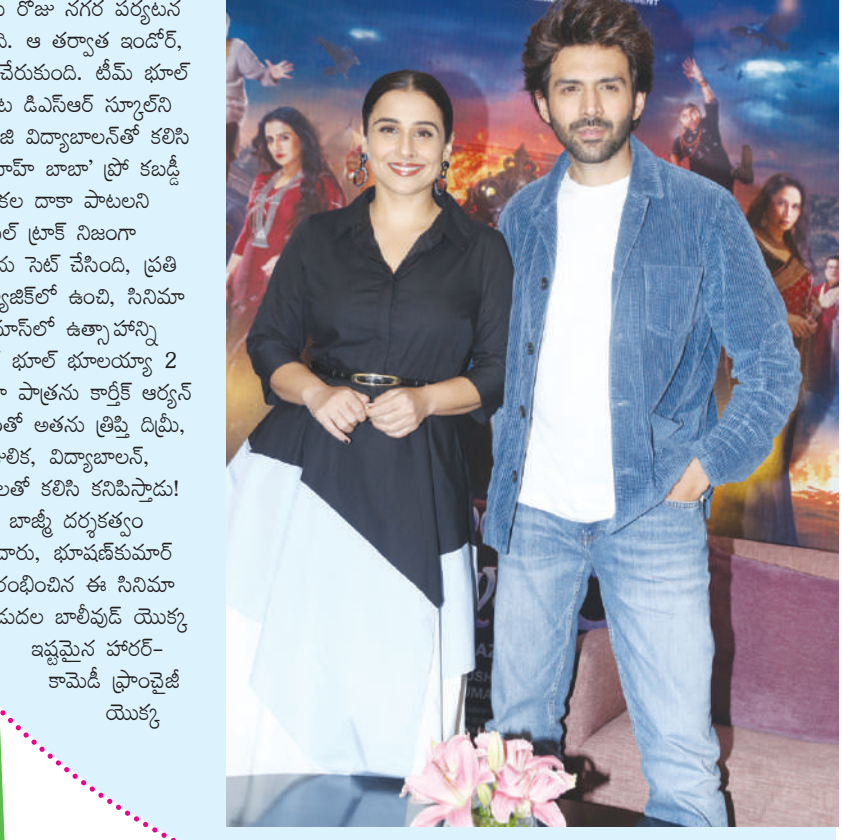 రోజు నగర పర్యటన
ది. ఆ తర్వాత ఇండోర్,
చేరుకుంది. టీమ్ భూల్
ట డిఎస్ఆర్ స్కూల్‌ని
జి విద్యాబాలన్‌తో కలిసి
బాబా’ ప్రో కబడ్డీ
కల దాకా పాటలని
ల్ ట్రాక్ నిజంగా
ను సెట్ చేసింది, ప్రతి
్యాజిక్‌లో ఉంచి, సినిమా
మాస్‌లో ఉత్సాహాన్ని
భూల్ భూలయ్యా 2
పాత్రను కార్తీక్ ఆర్యన్
తో అతను త్రిప్తి దిమ్రీ,
ులిక, విద్యాబాలన్,
లతో కలిసి కనిపిస్తాడు!
బాజ్మీ దర్శకత్వం
చారు, భూషణ్‌కుమార్
రంభించిన ఈ సినిమా
ుదల బాలీవుడ్ యొక్క
ఇష్టమైన హారర్-
కామెడీ ఫ్రాంచైజీ
యొక్క